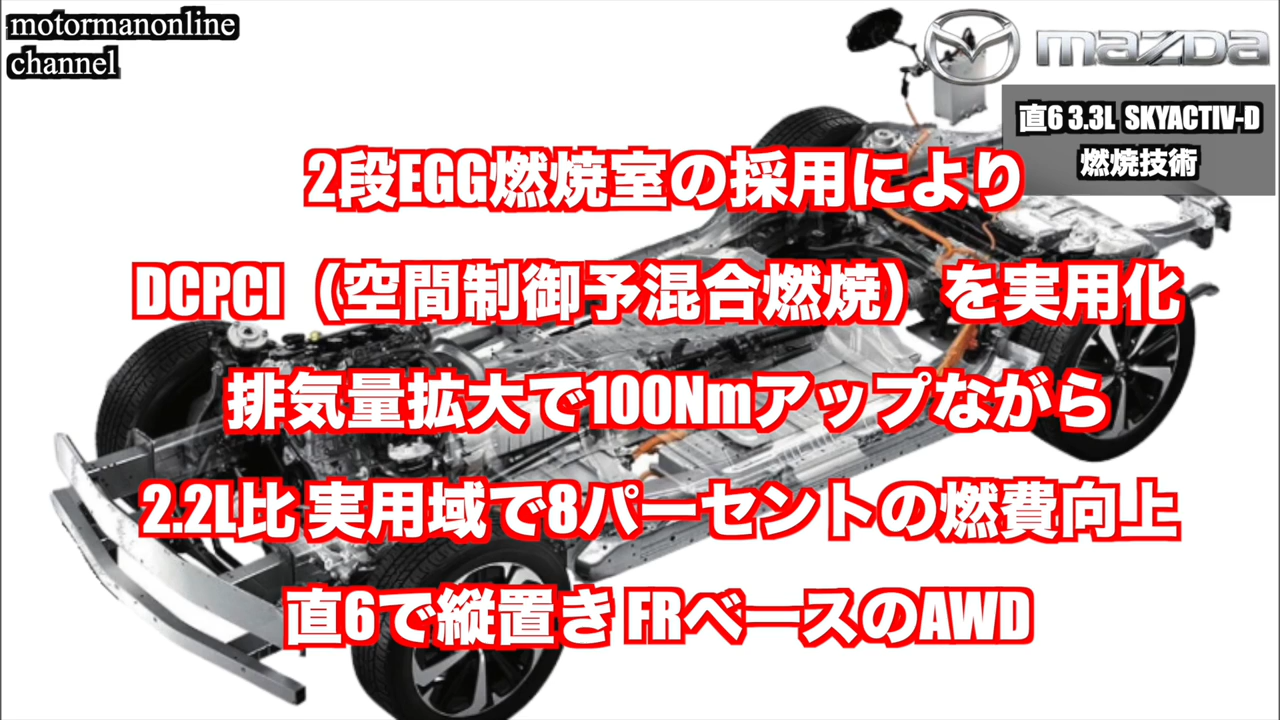 motormanonline
channel
mazda
直6 3.3L SKYACTIV-D
燃焼技術
2段EGG燃焼室の採用により
DCPCI（空間制御予混合燃焼）を実用化
排気量拡大で100Nmアップながら
2.2L比 実用域で8パーセントの燃費向上
直6で縦置き FRベースのAWD